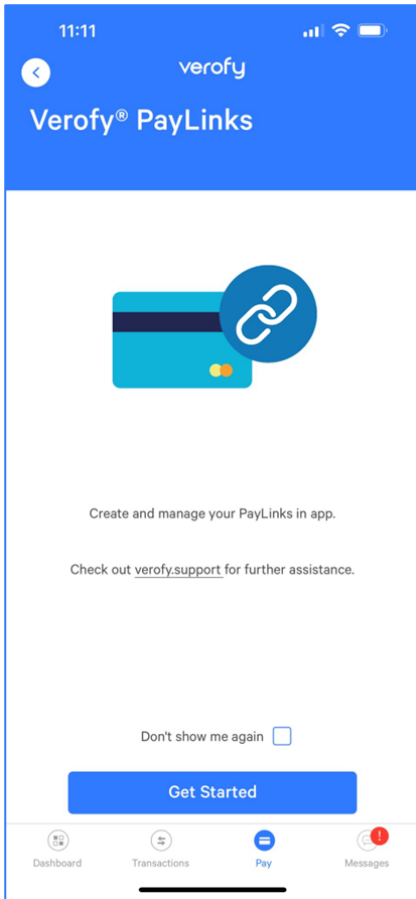 11:11
verofy
Verofy® PayLinks
Create and manage your PayLinks in app.
Check out verofy.support for further assistance.
Don't show me again
Get Started
Dashboard Transactions Pay Messages